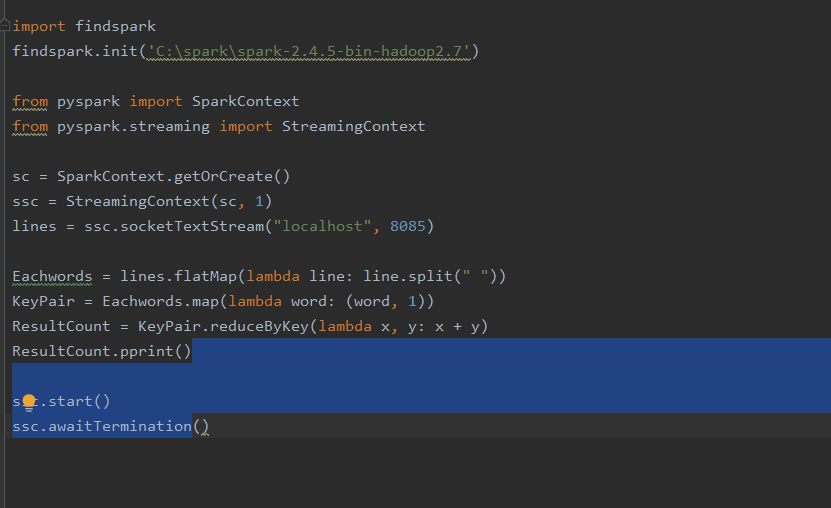 import findspark
findspark.init('C:\spark\spark-2.4.5-bin-hadoop2.7')
from pyspark import SparkContext
from pyspark.streaming import StreamingContext
sc = SparkContext.getOrCreate()
ssc = StreamingContext(sc, 1)
lines = ssc.socketTextStream("localhost", 8085)
Eachwords = lines.flatMap(lambda line: line.split(" "))
KeyPair = Eachwords.map(lambda word: (word, 1))
ResultCount = KeyPair.reduceByKey(lambda x, y: x + y)
ResultCount.pprint()
ssc.start()
ssc.awaitTermination()